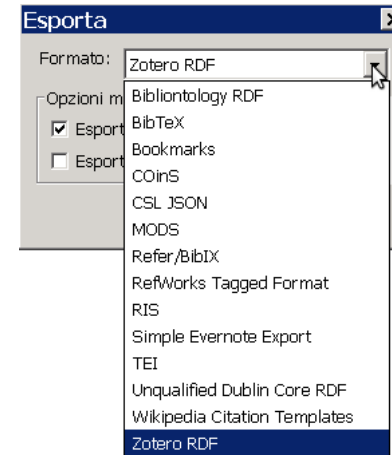 Esporta
Formato: Zotero RDF
Bibliontology RDF
Opzioni m
BibTeX
Esport
Bookmarks
Esport
COinS
CSL JSON
MODS
Refer/BibIX
RefWorks Tagged Format
RIS
Simple Evernote Export
TEI
Unqualified Dublin Core RDF
Wikipedia Citation Templates
Zotero RDF